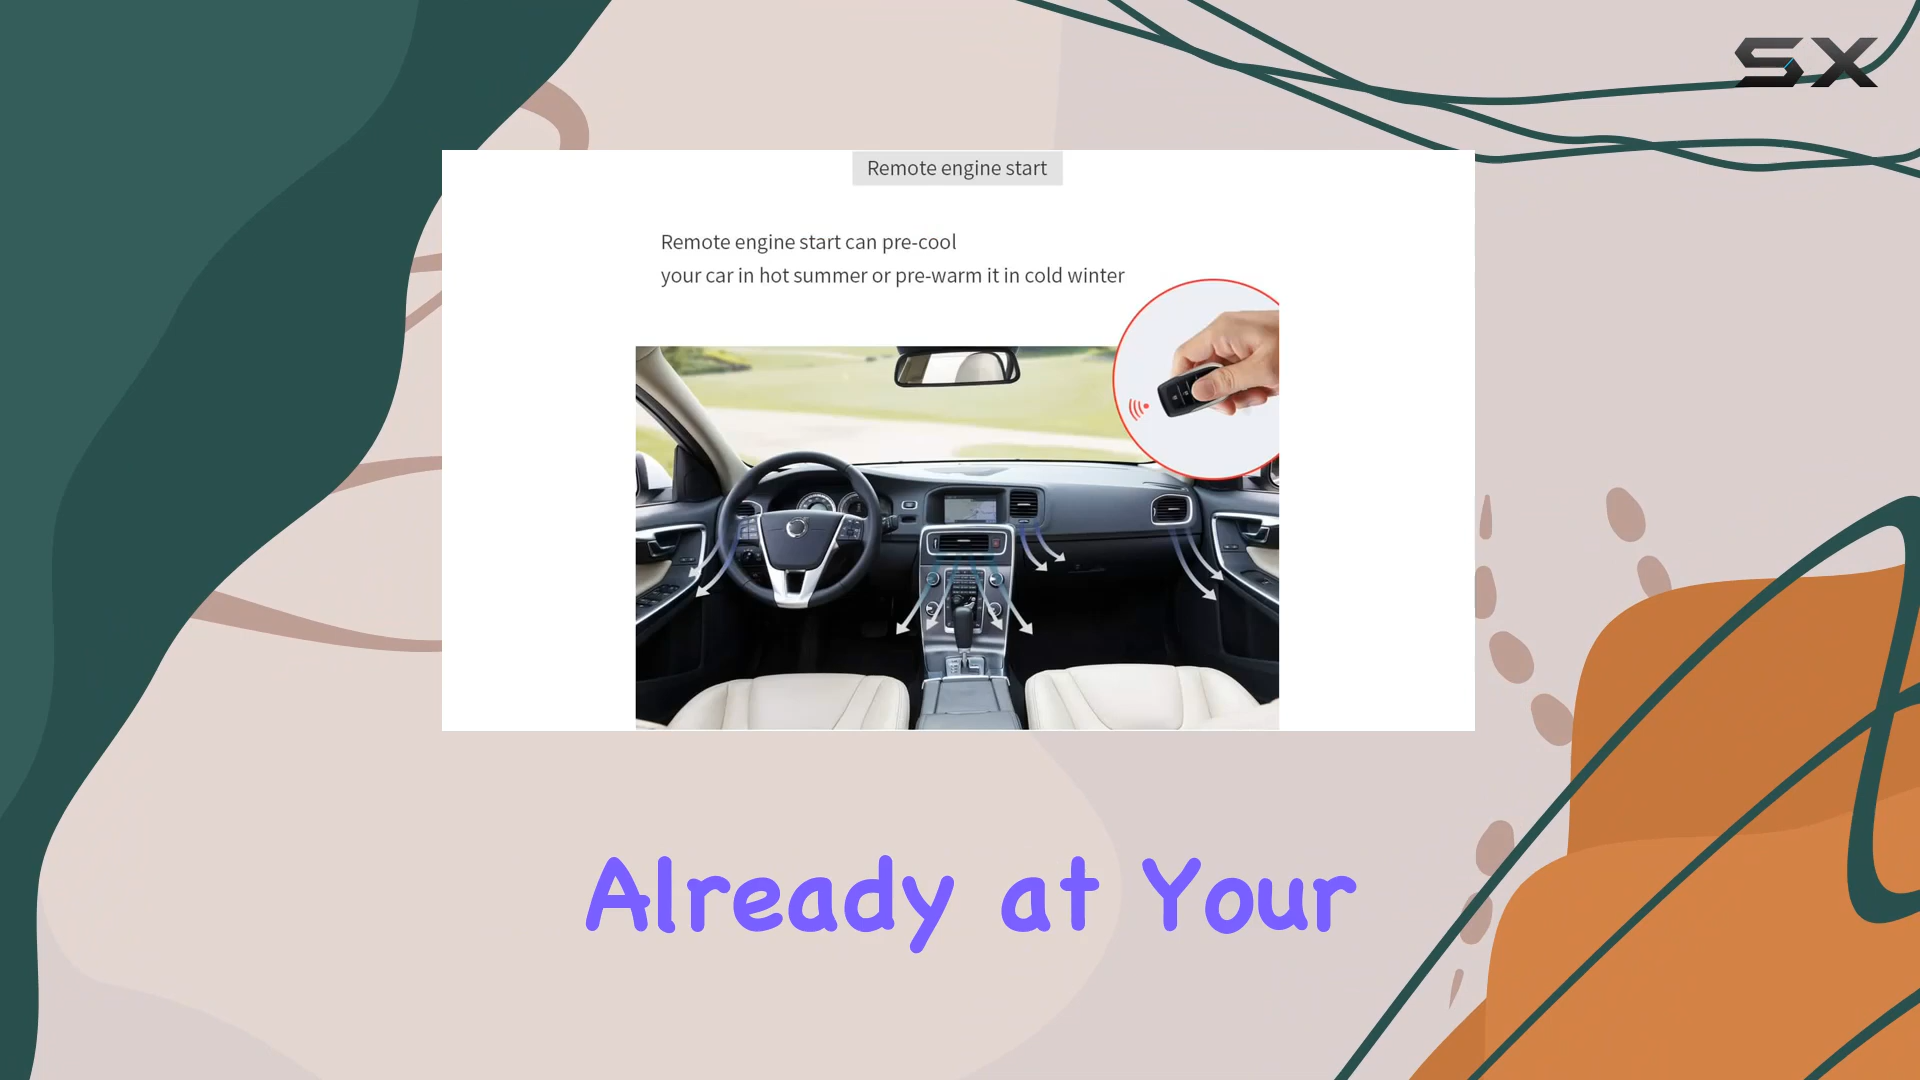 SX
Remote engine start
Remote engine start can pre-cool
your car in hot summer or pre-warm it in cold winter
Already at Your